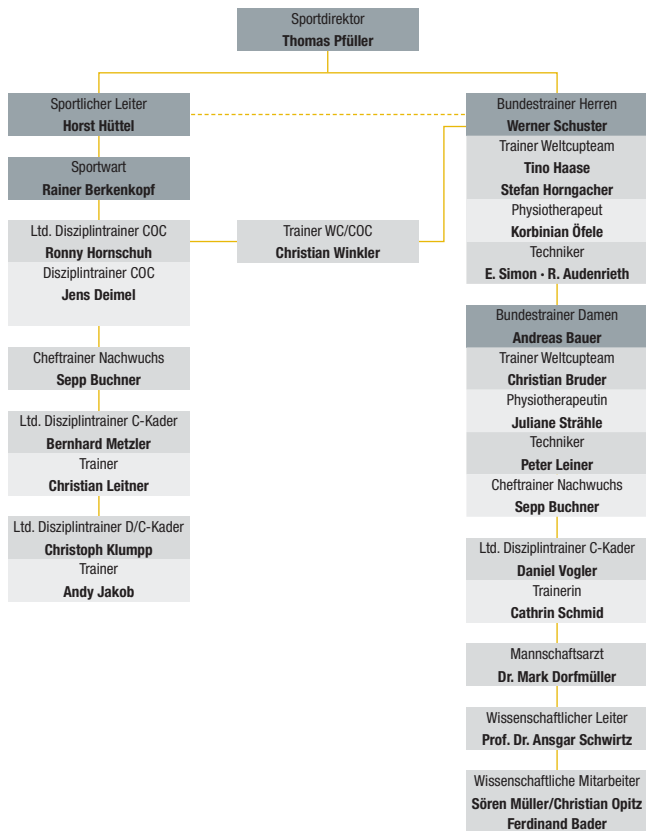 Sportdirektor
Thomas Pfüller
Sportlicher Leiter
Horst Hüttel
Sportwart
Rainer Berkenkopf
Ltd. Disziplintrainer COC
Ronny Hornschuh
Disziplintrainer COC
Jens Deimel
Cheftrainer Nachwuchs
Sepp Buchner
Ltd. Disziplintrainer C-Kader
Bernhard Metzler
Trainer
Christian Leitner
Ltd. Disziplintrainer D/C-Kader
Christoph Klumpp
Trainer
Andy Jakob
Trainer WC/COC
Christian Winkler
Bundestrainer Herren
Werner Schuster
Trainer Weltcupteam
Tino Haase
Stefan Horngacher
Physiotherapeut
Korbinian Öfele
Techniker
E. Simon · R. Audenrieth
Bundestrainer Damen
Andreas Bauer
Trainer Weltcupteam
Christian Bruder
Physiotherapeutin
Juliane Strähle
Techniker
Peter Leiner
Cheftrainer Nachwuchs
Sepp Buchner
Ltd. Disziplintrainer C-Kader
Daniel Vogler
Trainerin
Cathrin Schmid
Mannschaftsarzt
Dr. Mark Dorfmüller
Wissenschaftlicher Leiter
Prof. Dr. Ansgar Schwirtz
Wissenschaftliche Mitarbeiter
Sören Müller/Christian Opitz
Ferdinand Bader